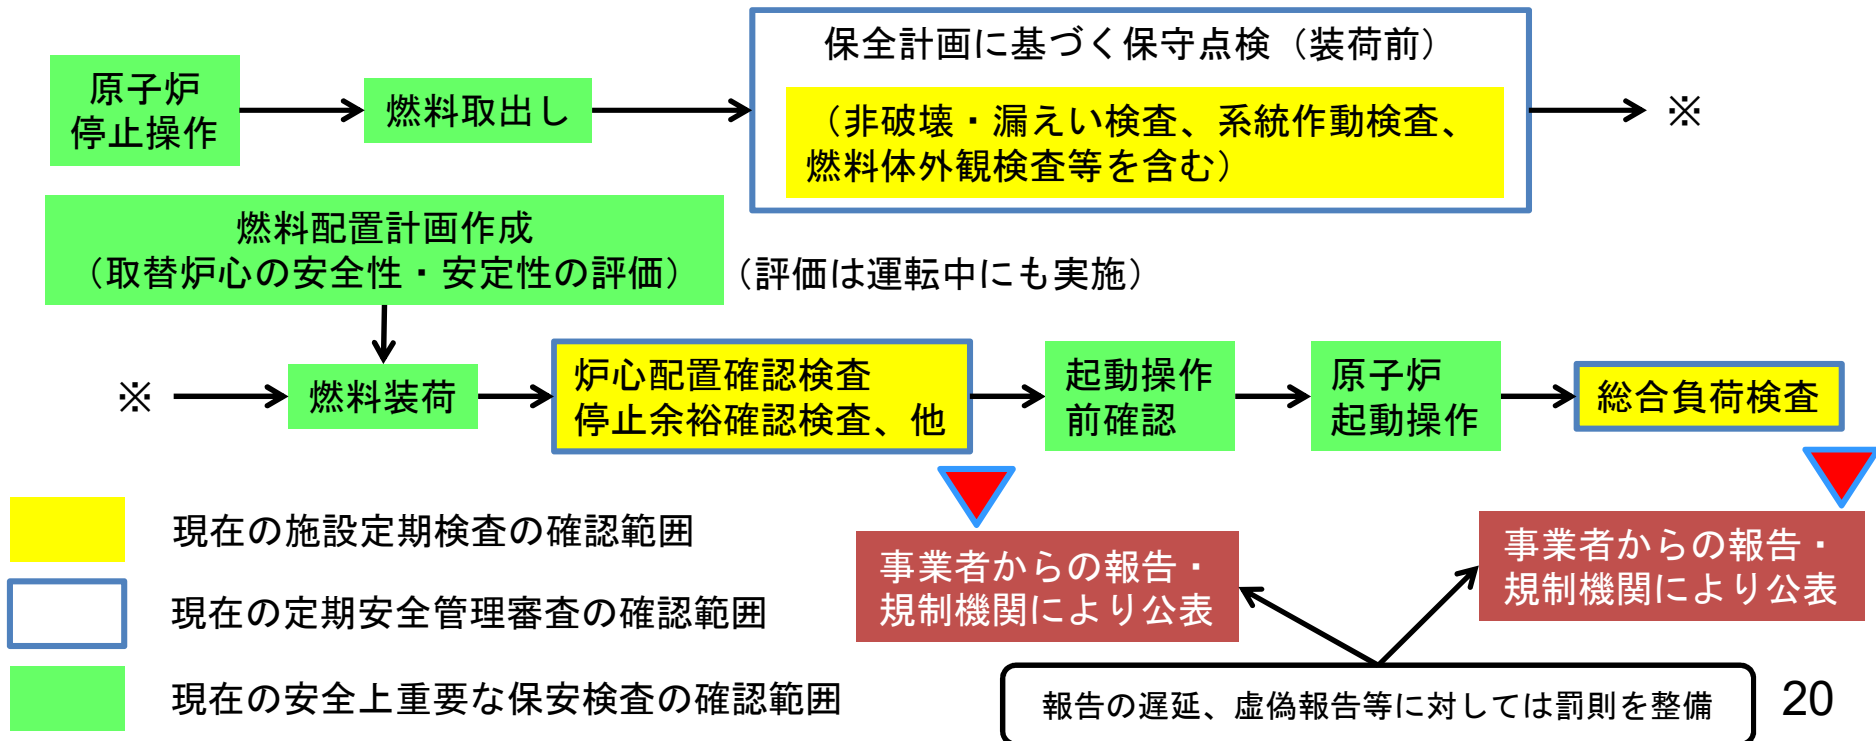 原子炉
停止操作
燃料取出し
保全計画に基づく保守点検（装荷前）
（非破壊・漏えい検査、系統作動検査、
燃料体外観検査等を含む）
※
燃料配置計画作成
（取替炉心の安全性・安定性の評価）
（評価は運転中にも実施）
※
燃料装荷
炉心配置確認検査
停止余裕確認検査、他
起動操作
前確認
原子炉
起動操作
総合負荷検査
現在の施設定期検査の確認範囲
現在の定期安全管理審査の確認範囲
現在の安全上重要な保安検査の確認範囲
事業者からの報告・
規制機関により公表
事業者からの報告・
規制機関により公表
報告の遅延、虚偽報告等に対しては罰則を整備
20